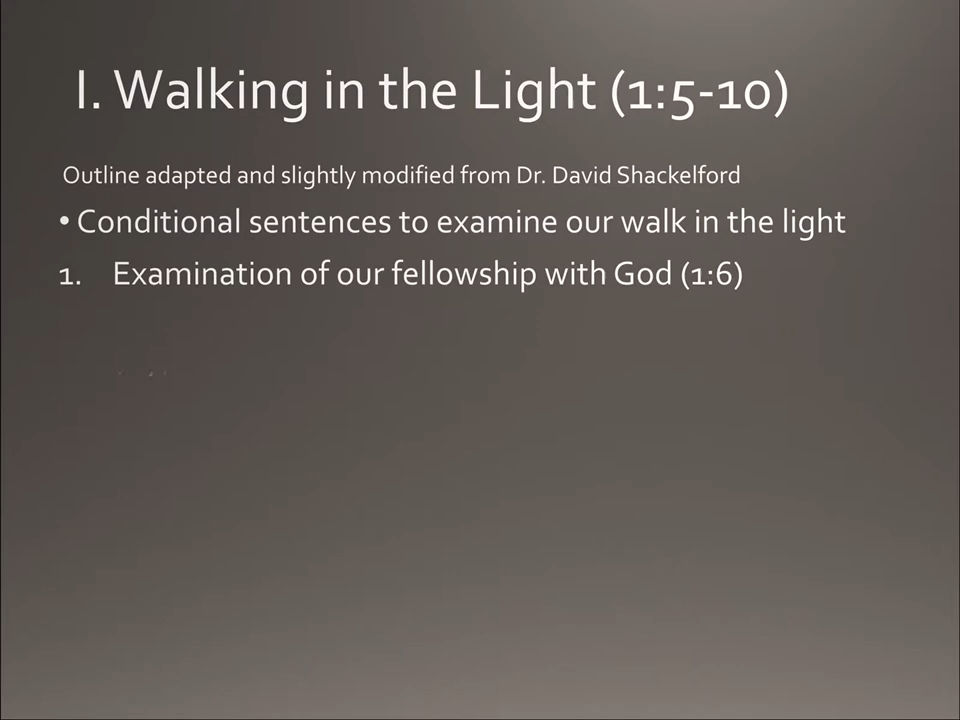 I. Walking in the Light (1:5-10)
Outline adapted and slightly modified from Dr. David Shackelford
• Conditional sentences to examine our walk in the light
1. Examination of our fellowship with God (1:6)